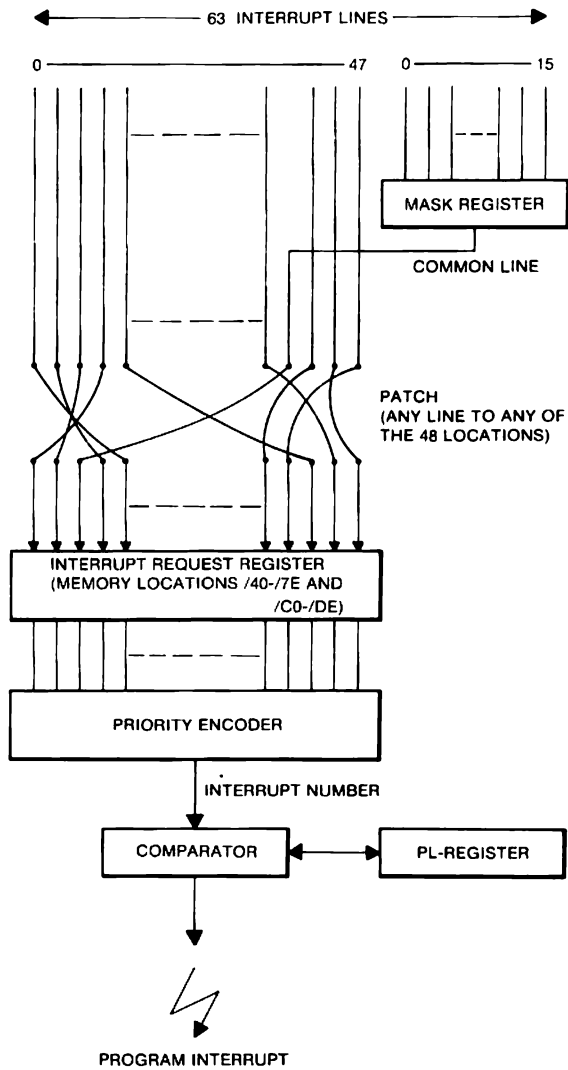 63 INTERRUPT LINES
0 47 0 15
MASK REGISTER
COMMON LINE
PATCH
(ANY LINE TO ANY OF
THE 48 LOCATIONS)
INTERRUPT REQUEST REGISTER
(MEMORY LOCATIONS /40-/7E AND
/C0-/DE)
PRIORITY ENCODER
INTERRUPT NUMBER
COMPARATOR
PL-REGISTER
PROGRAM INTERRUPT